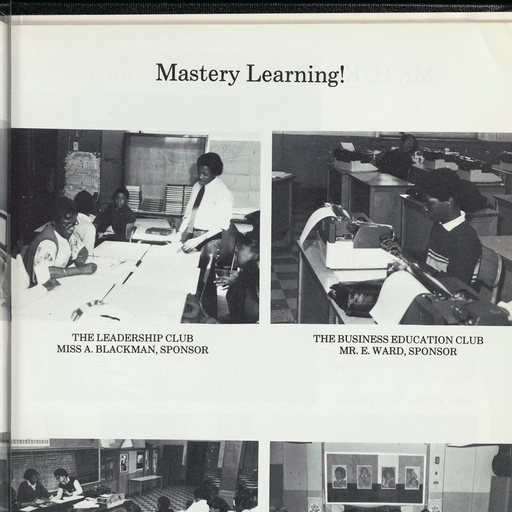 Mastery Learning!
THE LEADERSHIP CLUB
MISS A. BLACKMAN, SPONSOR
THE BUSINESS EDUCATION CLUB
MR. E. WARD, SPONSOR